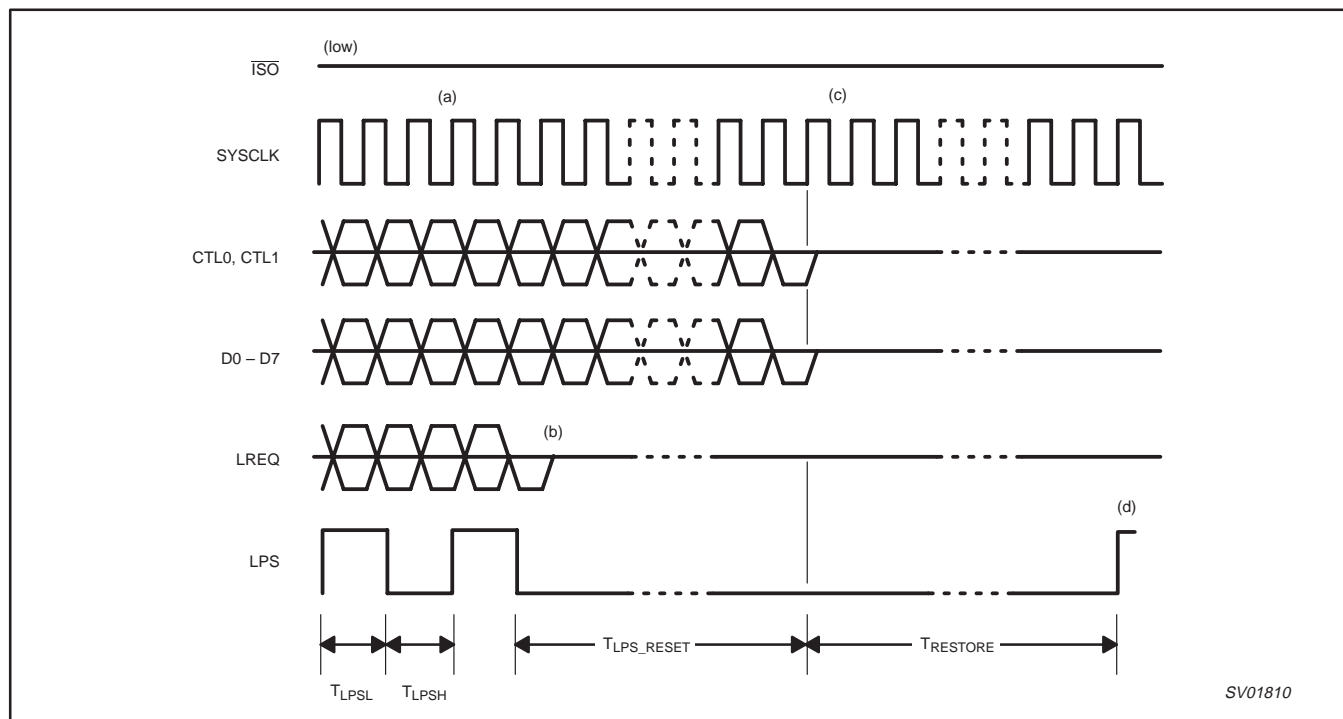 (low)
ISO
(a)
(c)
SYSCLK
CTL0, CTL1
D0 – D7
(b)
LREQ
(d)
LPS
TLPS_RESET
TRESTORE
TLPSL
TLPSH
SV01810